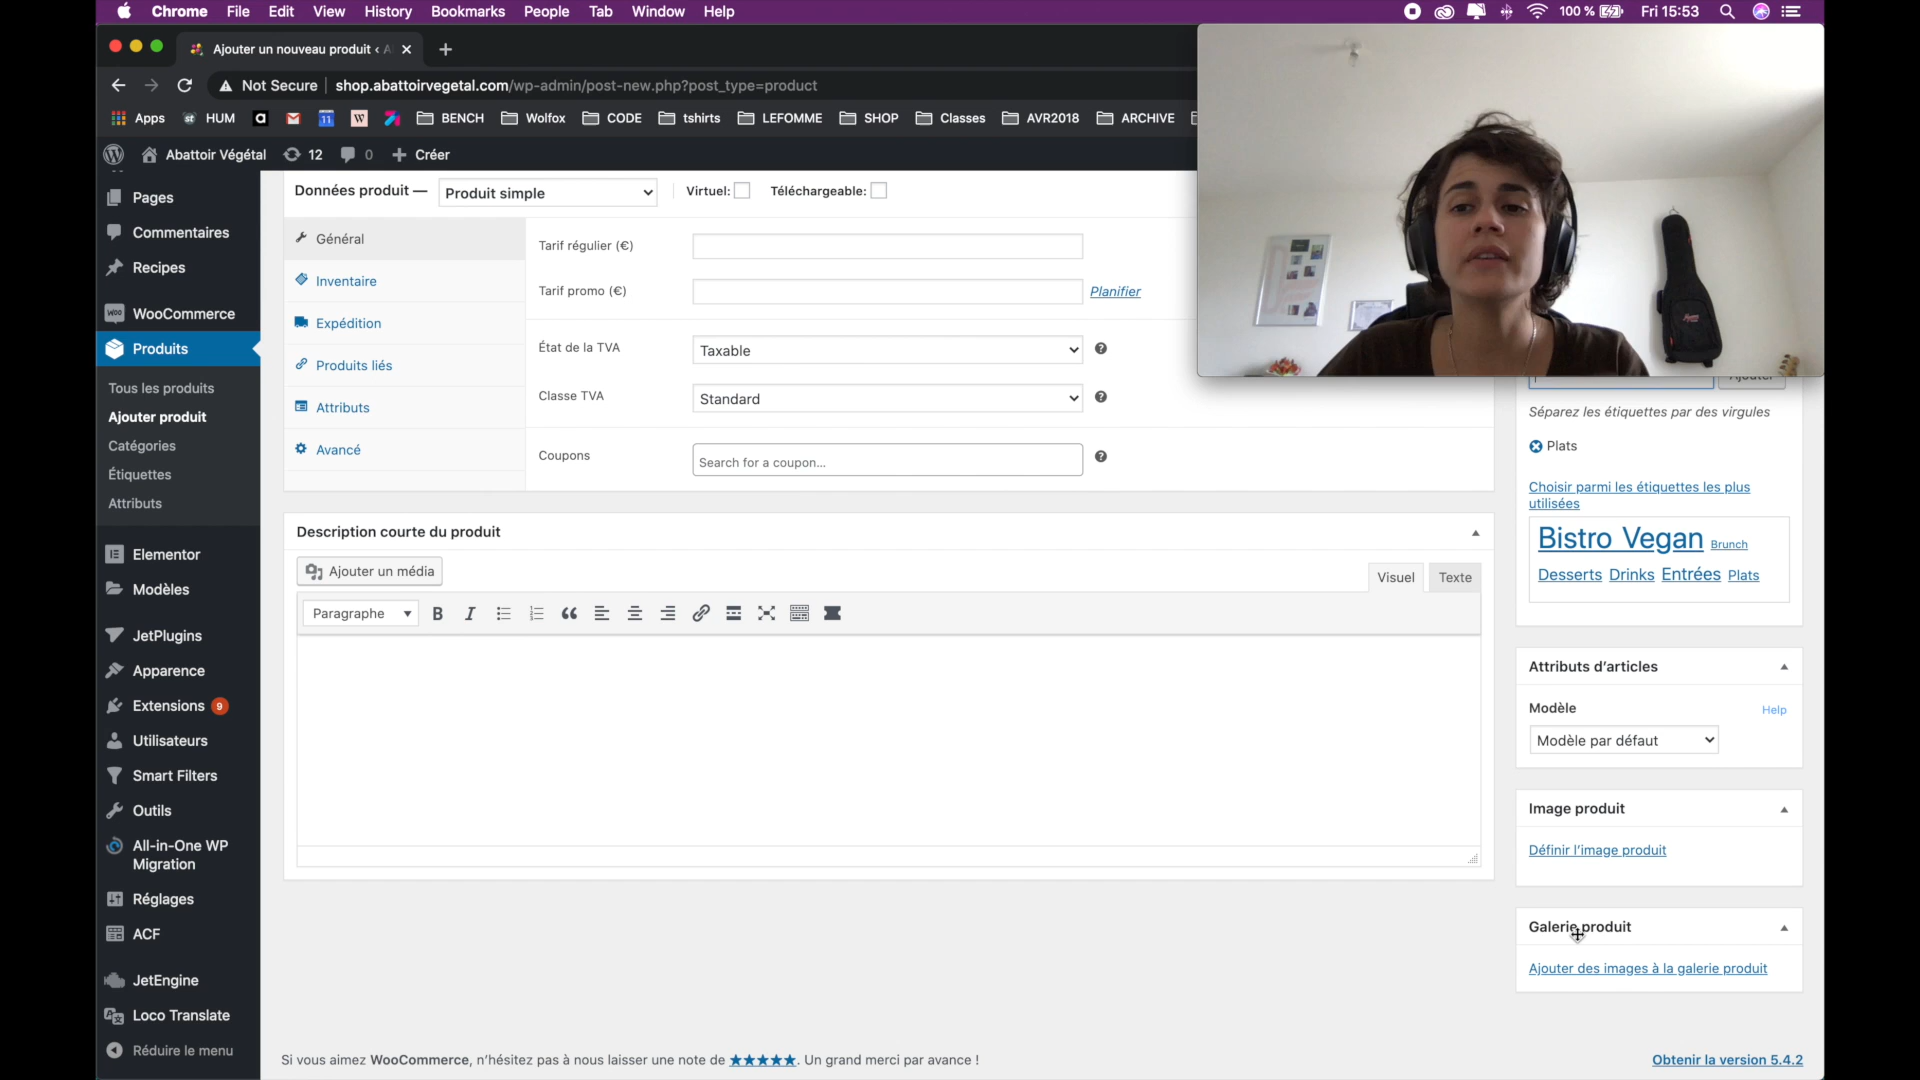 Chrome File Edit View History Bookmarks People Tab Window Help 100 % Fri 15:53
Ajouter un nouveau produit ‹ A
Not Secure shop.abattoirvegetal.com/wp-admin/post-new.php?post_type=product
Apps HUM 11 W BENCH Wolfox CODE tshirts LEFOMME SHOP Classes AVR2018 ARCHIVE
Abattoir Végétal 12 0 Créer
Pages
Commentaires
Recipes
WooCommerce
Produits
Tous les produits
Ajouter produit
Catégories
Étiquettes
Attributs
Elementor
Modèles
JetPlugins
Apparence
Extensions 9
Utilisateurs
Smart Filters
Outils
All-in-One WP
Migration
Réglages
ACF
JetEngine
Loco Translate
Réduire le menu
Données produit — Produit simple Virtuel: Téléchargeable:
Général
Inventaire
Expédition
Produits liés
Attributs
Avancé
Tarif régulier (€)
Tarif promo (€) Planifier
État de la TVA Taxable
Classe TVA Standard
Coupons Search for a coupon...
Description courte du produit
Ajouter un média
Visuel Texte
Paragraphe
Séparez les étiquettes par des virgules
Plats
Choisir parmi les étiquettes les plus
utilisées
Bistro Vegan Brunch
Desserts Drinks Entrées Plats
Attributs d’articles
Modèle Help
Modèle par défaut
Image produit
Définir l’image produit
Galerie produit
Ajouter des images à la galerie produit
Si vous aimez WooCommerce, n’hésitez pas à nous laisser une note de ★★★★★. Un grand merci par avance !
Obtenir la version 5.4.2